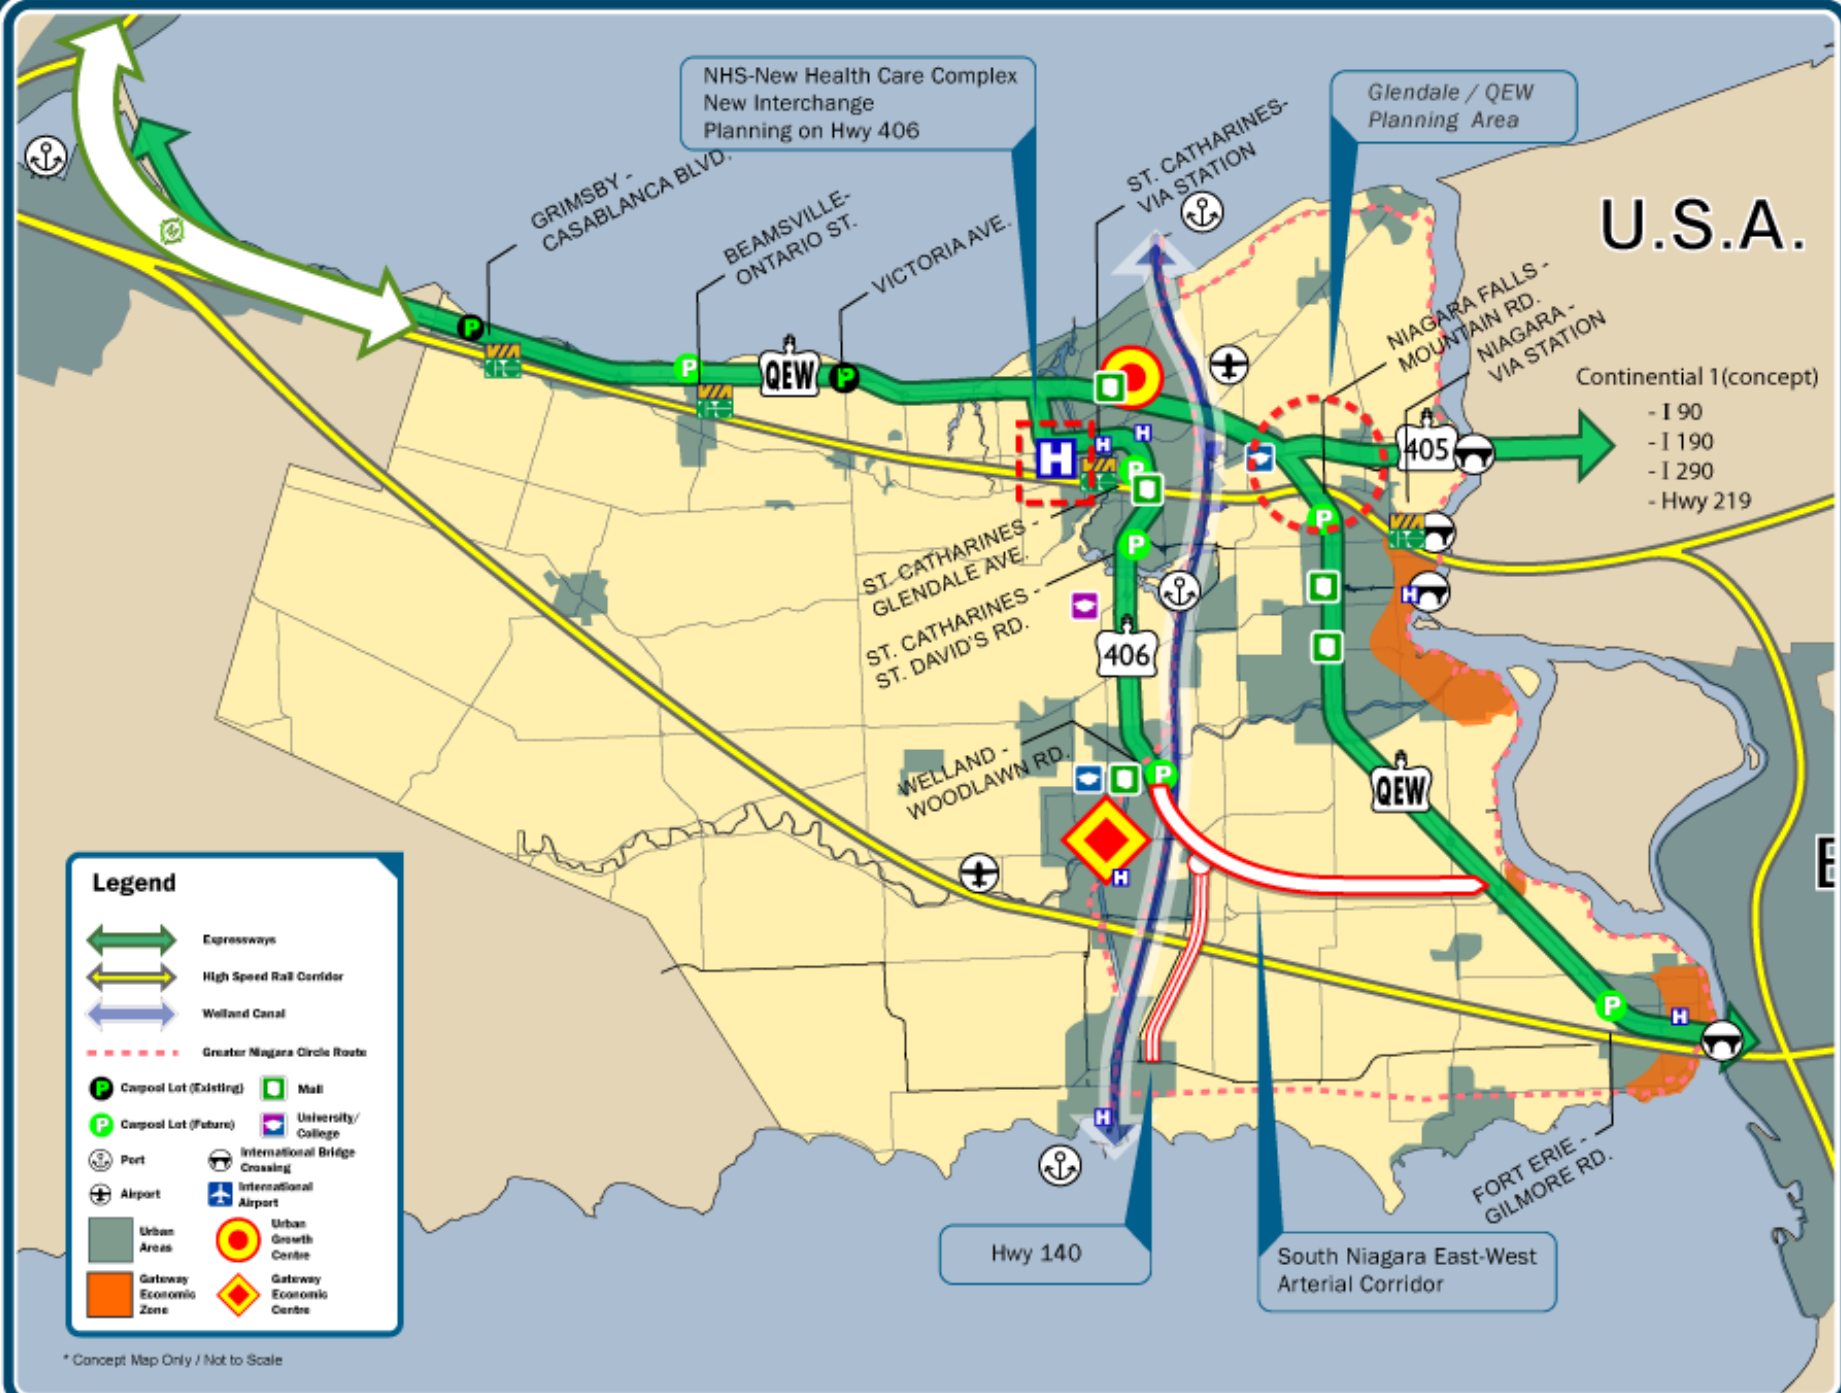 NHS-New Health Care Complex
New Interchange
Planning on Hwy 406
Glendale / QEW
Planning Area
ST. CATHARINES-
VIA STATION
GRIMSBY -
CASABLANCA BLVD.
BEAMSVILLE-
ONTARIO ST.
VICTORIA AVE.
U.S.A.
NIAGARA FALLS -
MOUNTAIN RD.
NIAGARA -
VIA STATION
Continential 1(concept)
- I 90
- I 190
- I 290
- Hwy 219
P
VIA
P
VIA
QEW
P
405
H
H
H
VIA
P
P
VIA
ST. CATHARINES -
GLENDALE AVE.
P
H
ST. CATHARINES -
ST. DAVID'S RD.
406
WELLAND -
WOODLAWN RD.
P
QEW
E
H
P
H
H
FORT ERIE -
GILMORE RD.
Hwy 140
South Niagara East-West
Arterial Corridor
Legend
Expressways
High Speed Rail Corridor
Welland Canal
Greater Niagara Circle Route
P Carpool Lot (Existing)
Mall
P Carpool Lot (Future)
University/
College
Port
International Bridge
Crossing
Airport
International
Airport
Urban
Areas
Urban
Growth
Centre
Gateway
Economic
Zone
Gateway
Economic
Centre
* Concept Map Only / Not to Scale